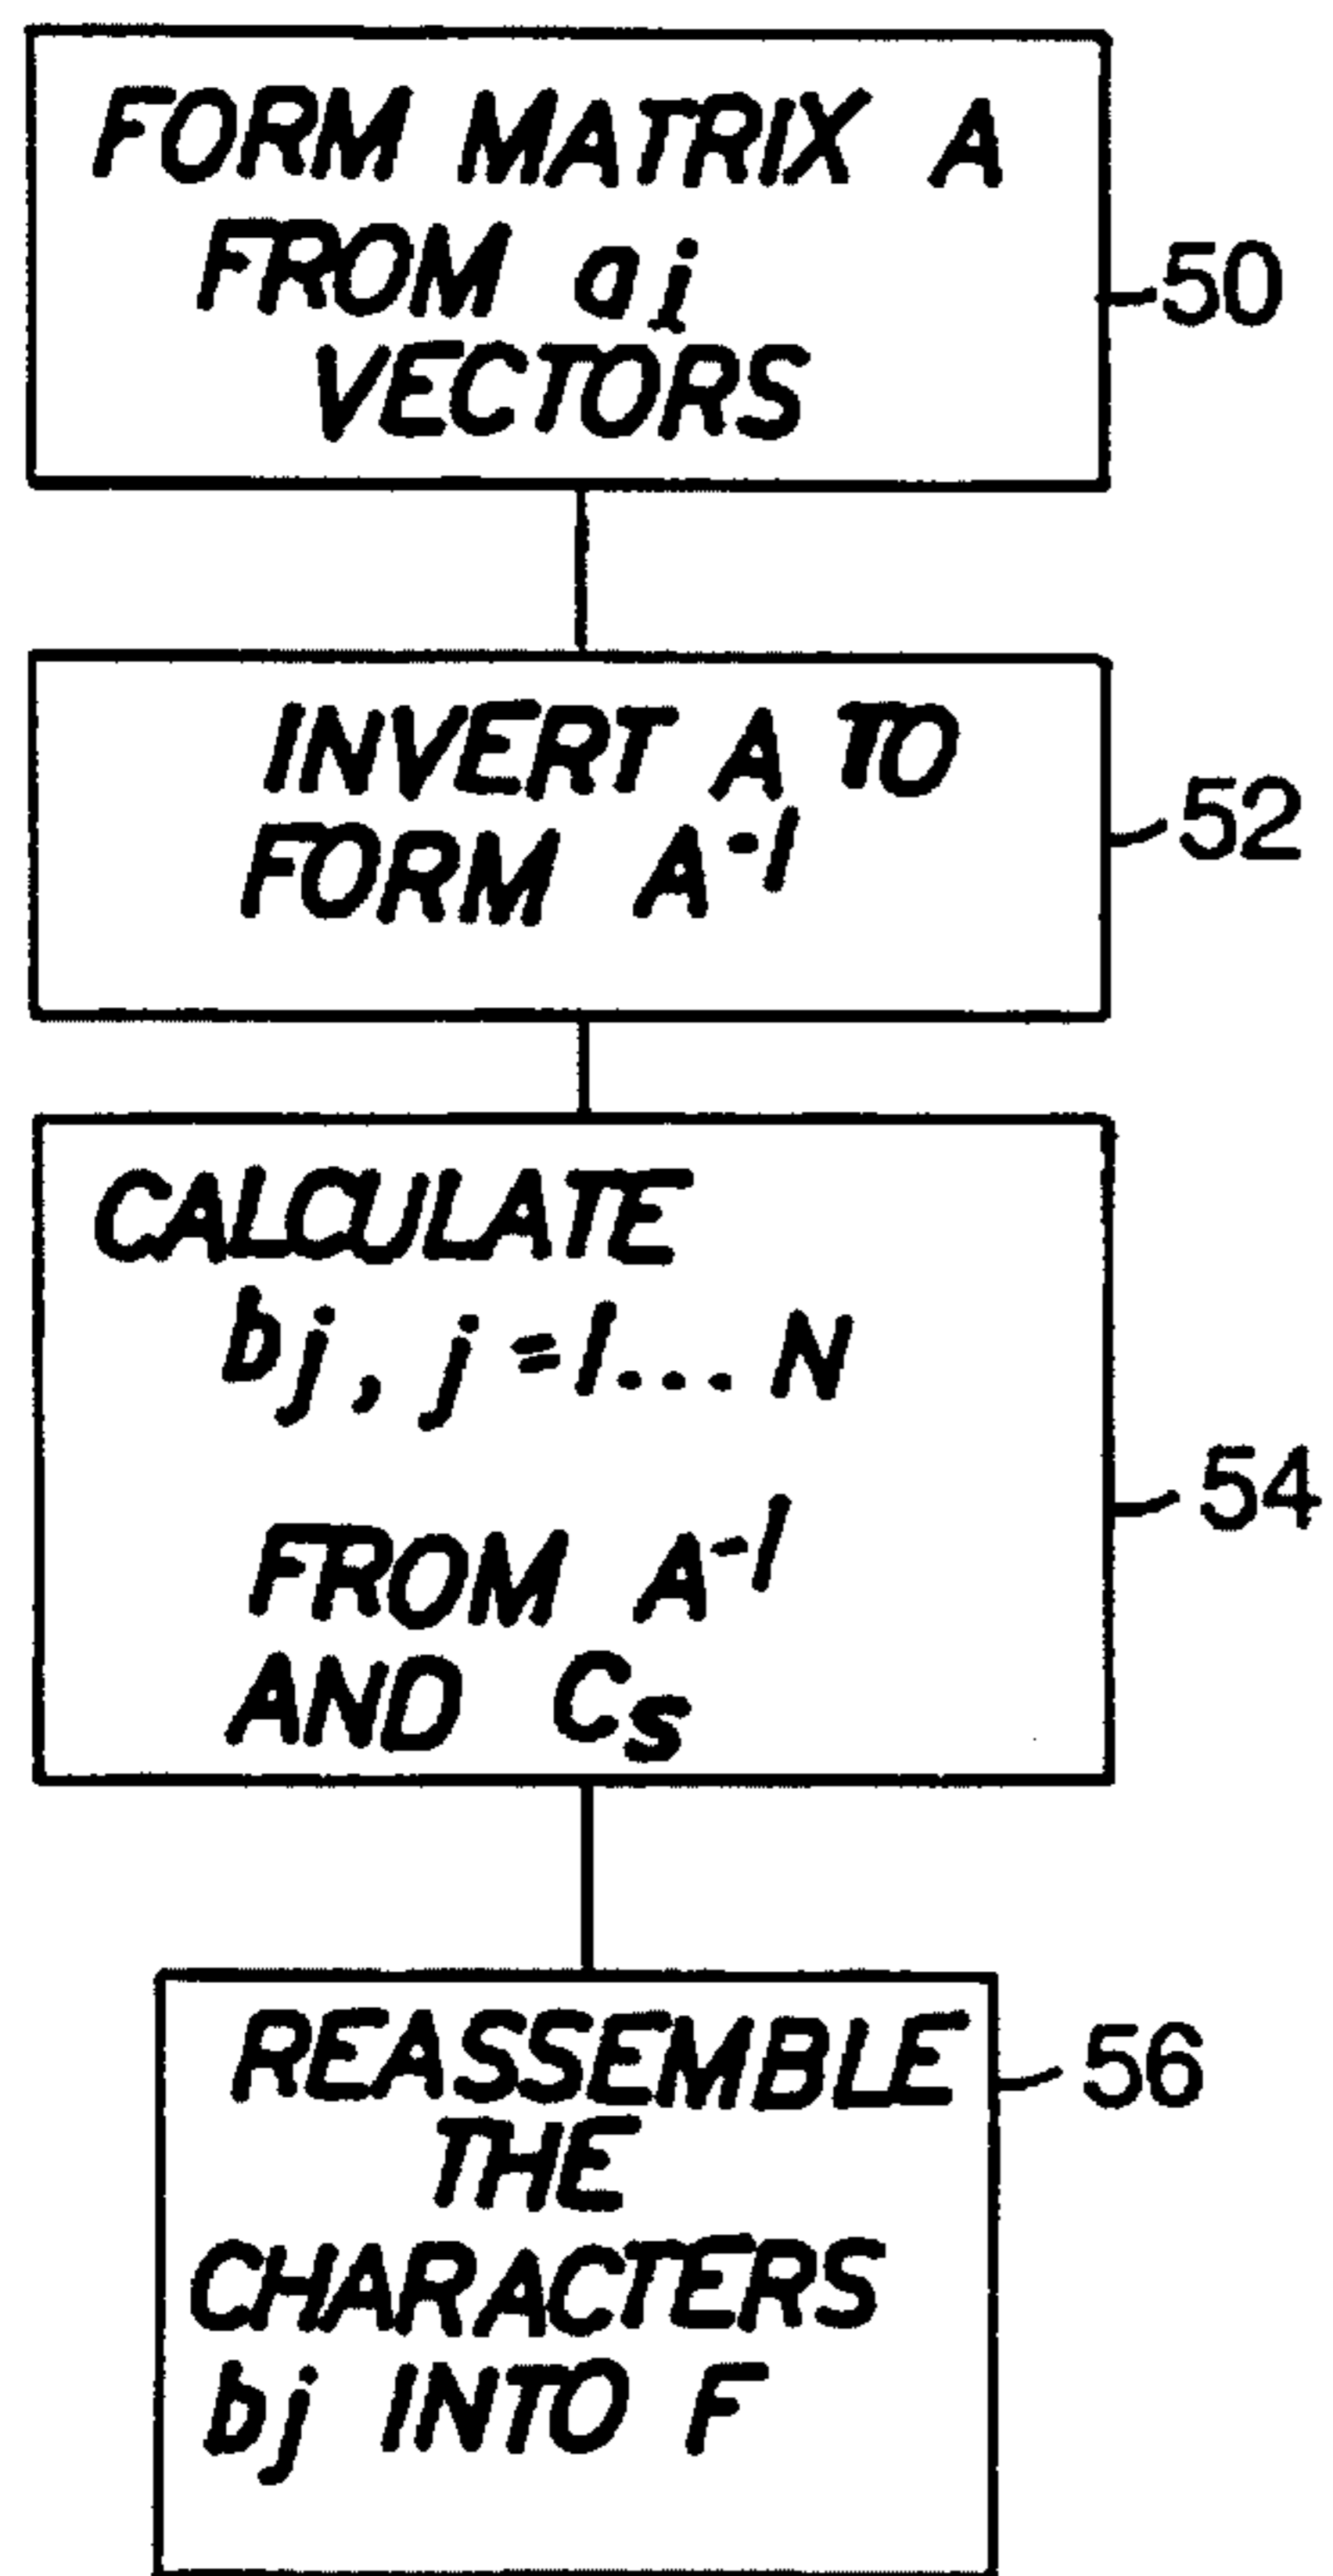 FORM MATRIX A
FROM aᵢ
VECTORS
50
INVERT A TO
FORM A⁻¹
52
CALCULATE
bⱼ, j = 1... N
FROM A⁻¹
AND Cₛ
54
REASSEMBLE
THE
CHARACTERS
bⱼ INTO F
56